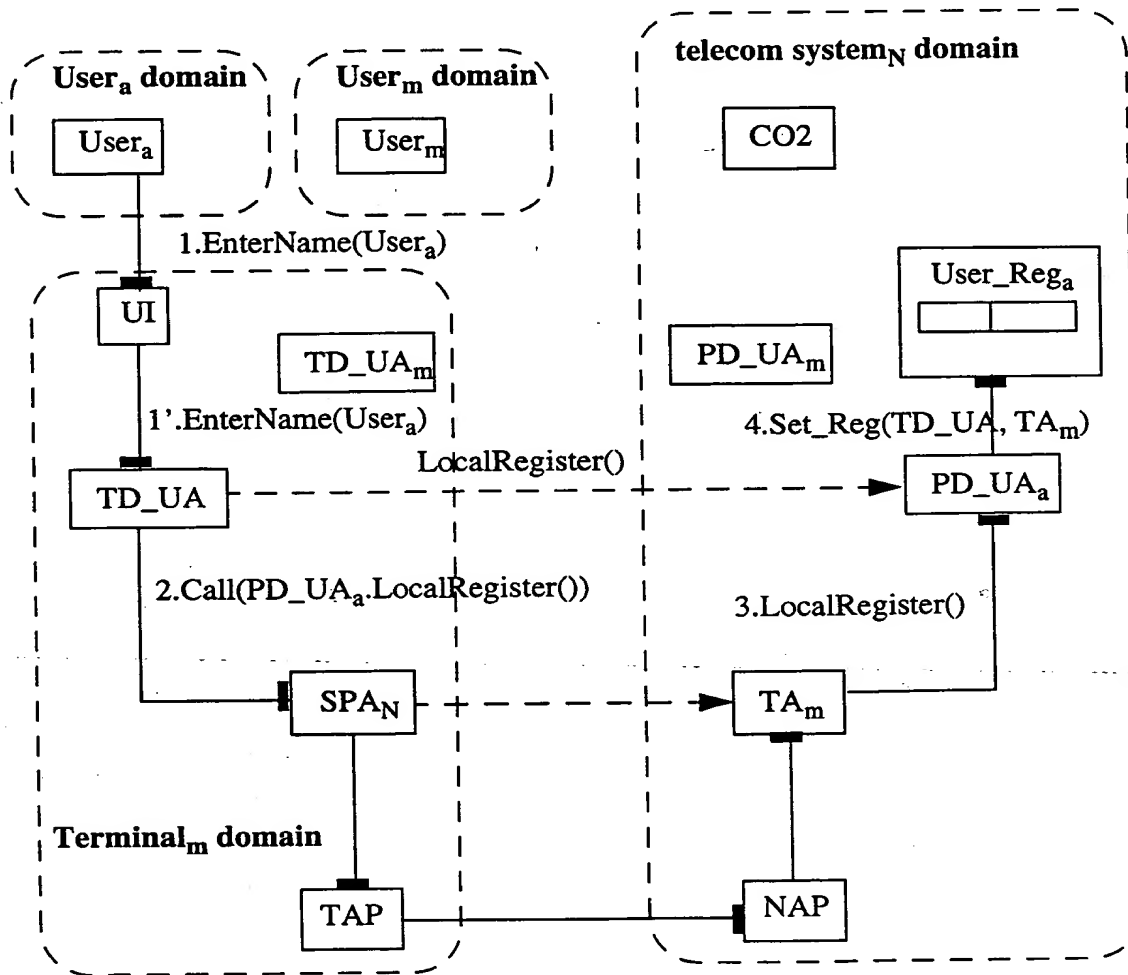 User_a domain
User_m domain
telecom system_N domain
User_a
User_m
CO2
1.EnterName(User_a)
User_Reg_a
UI
TD_UA_m
PD_UA_m
1'.EnterName(User_a)
4.Set_Reg(TD_UA, TA_m)
LocalRegister()
TD_UA
PD_UA_a
2.Call(PD_UA_a.LocalRegister())
3.LocalRegister()
SPA_N
TA_m
Terminal_m domain
TAP
NAP